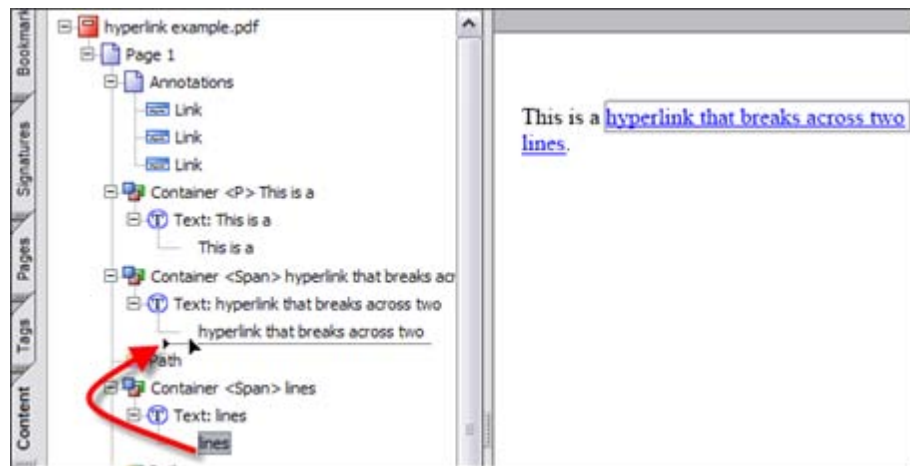 Bookmark
Signatures
Pages
Tags
Content
hyperlink example.pdf
Page 1
Annotations
Link
Link
Link
Container <P> This is a
Text: This is a
This is a
Container <Span> hyperlink that breaks acr
Text: hyperlink that breaks across two
hyperlink that breaks across two
Path
Container <Span> lines
Text: lines
lines
This is a hyperlink that breaks across two
lines.